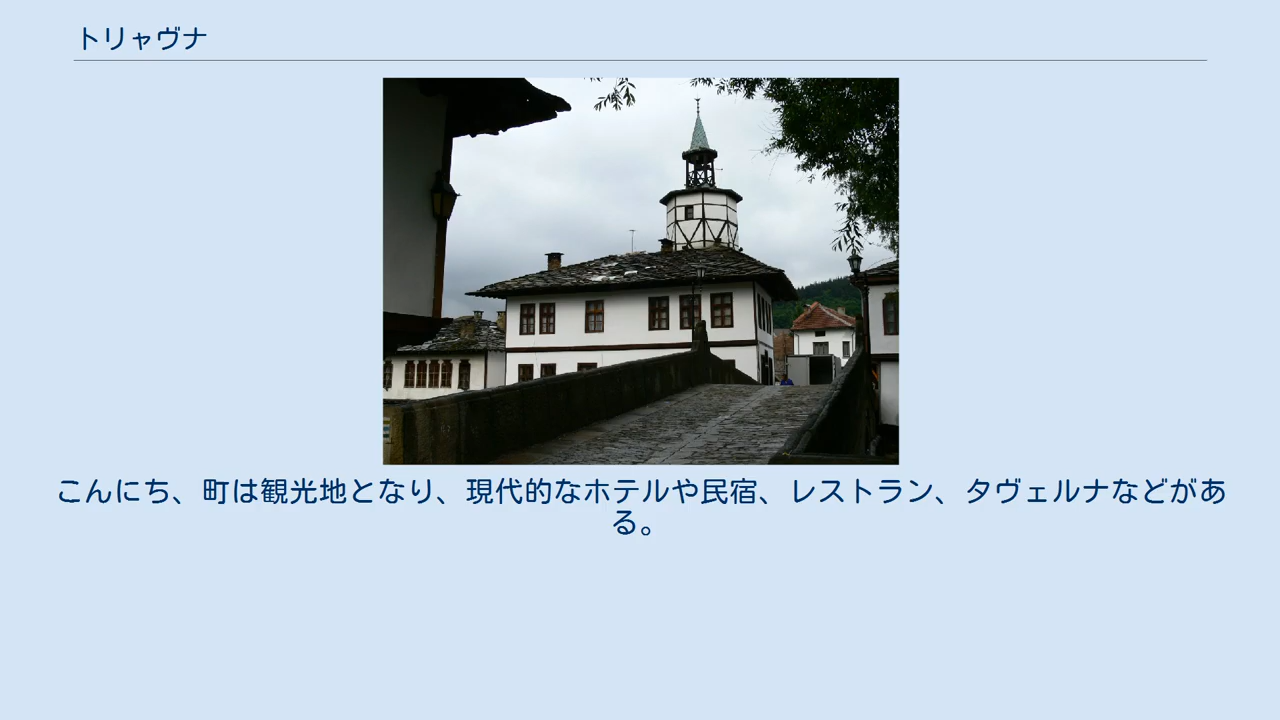 トリャヴナ
こんにち、町は観光地となり、現代的なホテルや民宿、レストラン、タヴェルナなどがあ
る。